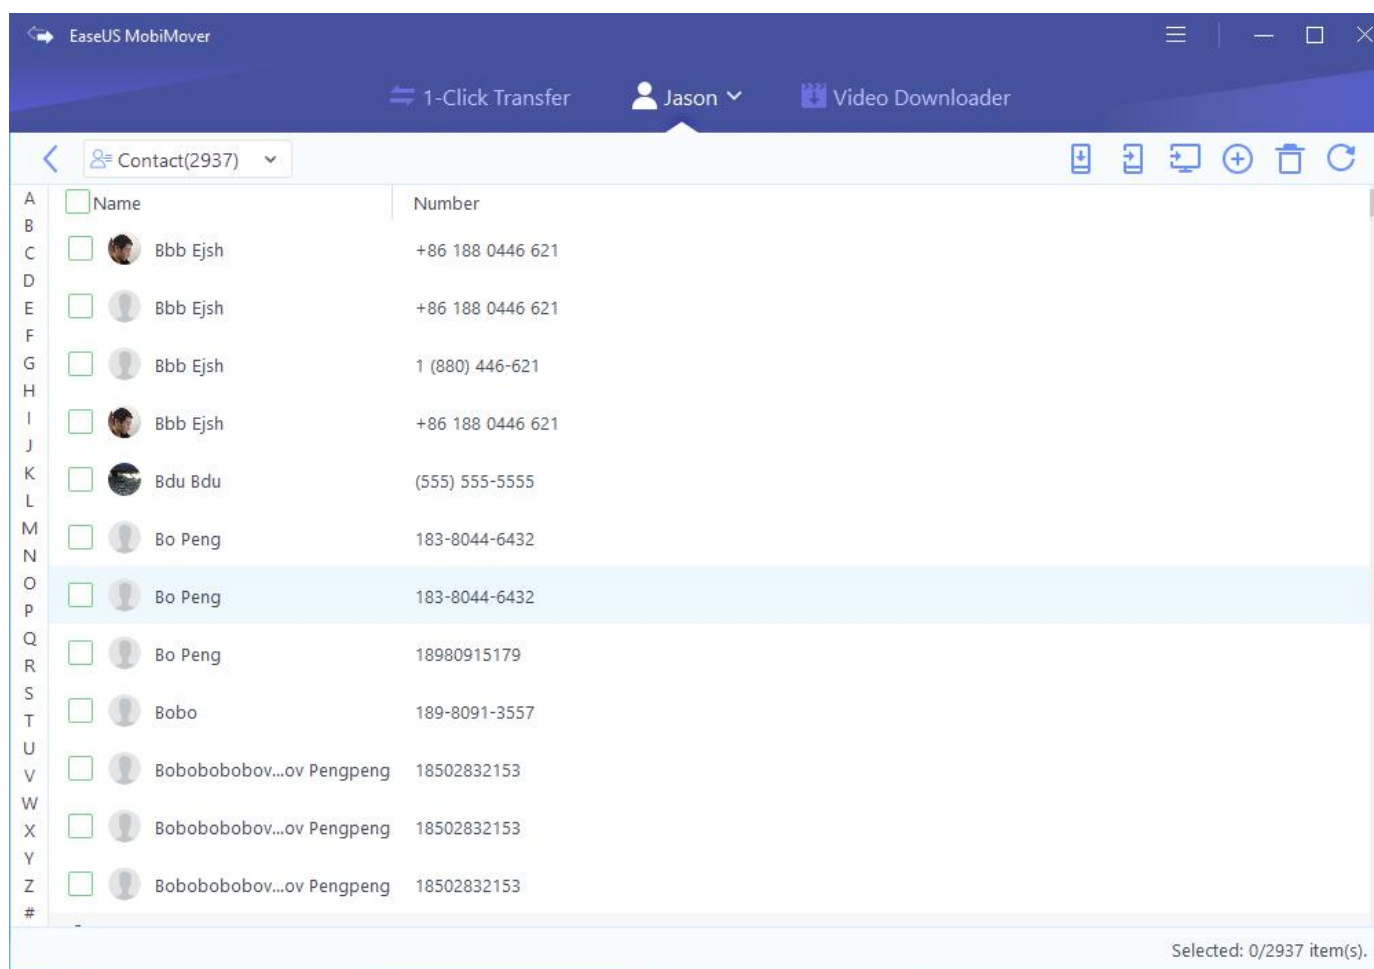 EaseUS MobiMover
1-Click Transfer Jason Video Downloader
Contact(2937)
Name Number
A
B
C
D
E
F
G
H
I
J
K
L
M
N
O
P
Q
R
S
T
U
V
W
X
Y
Z
#
Bbb Ejsh +86 188 0446 621
Bbb Ejsh +86 188 0446 621
Bbb Ejsh 1 (880) 446-621
Bbb Ejsh +86 188 0446 621
Bdu Bdu (555) 555-5555
Bo Peng 183-8044-6432
Bo Peng 183-8044-6432
Bo Peng 18980915179
Bobo 189-8091-3557
Bobobobobov...ov Pengpeng 18502832153
Bobobobobov...ov Pengpeng 18502832153
Bobobobobov...ov Pengpeng 18502832153
Selected: 0/2937 item(s).